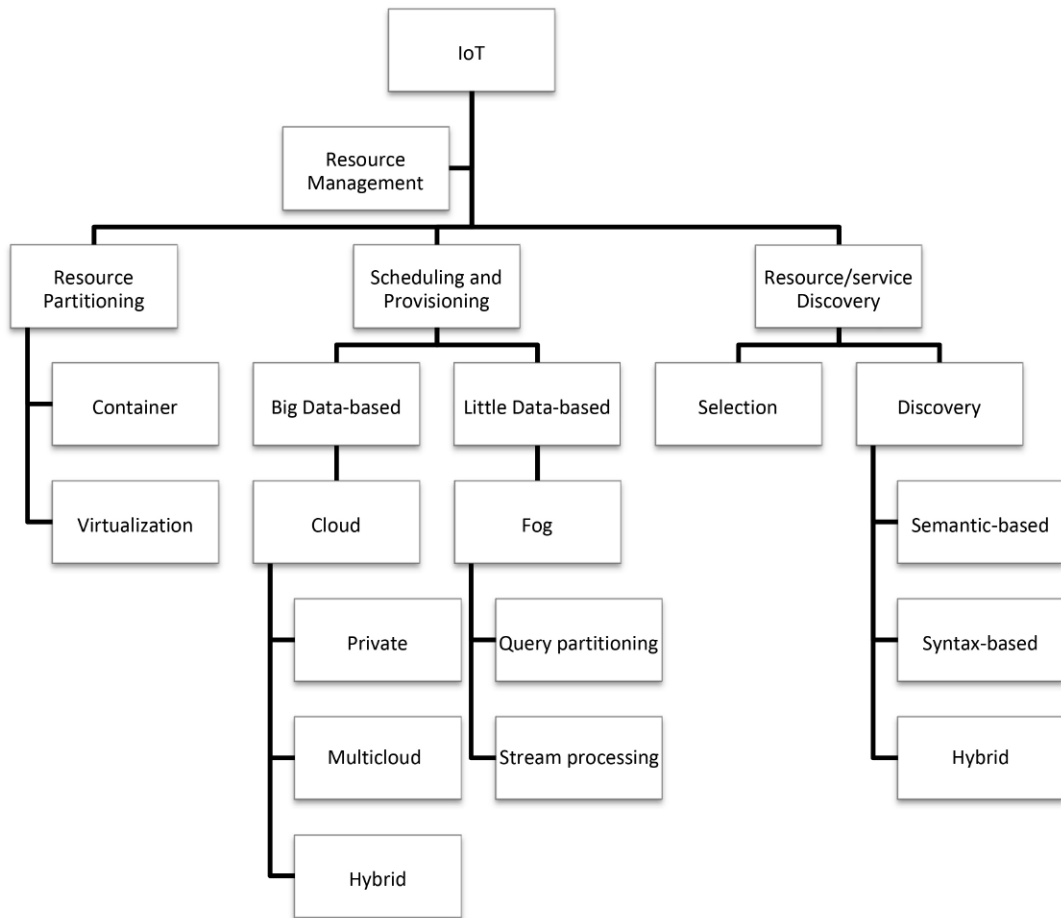 IoT
Resource
Management
Resource
Partitioning
Scheduling and
Provisioning
Resource/service
Discovery
Container
Big Data-based
Little Data-based
Selection
Discovery
Virtualization
Cloud
Fog
Semantic-based
Private
Query partitioning
Syntax-based
Multicloud
Stream processing
Hybrid
Hybrid